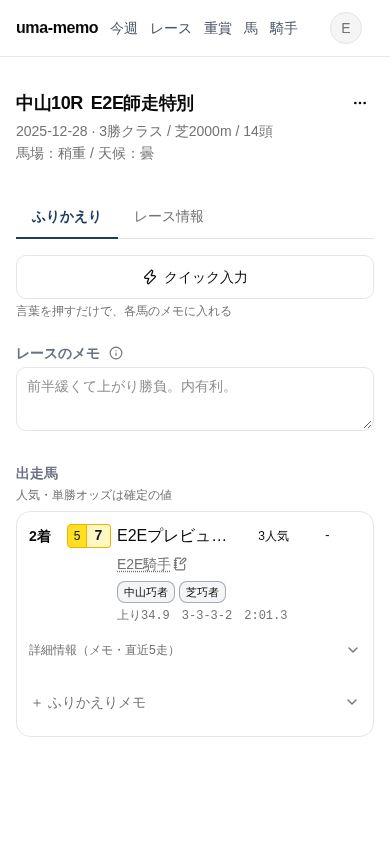 uma-memo 今週 レース 重賞 馬 騎手 E
中山10R E2E師走特別
2025-12-28 · 3勝クラス / 芝2000m / 14頭
馬場：稍重 / 天候：曇
ふりかえり レース情報
クイック入力
言葉を押すだけで、各馬のメモに入れる
レースのメモ
前半緩くて上がり勝負。内有利。
出走馬
人気・単勝オッズは確定の値
2着 5 7 E2Eプレビュ… 3人気 -
E2E騎手
中山巧者 芝巧者
上り34.9 3-3-3-2 2:01.3
詳細情報（メモ・直近5走）
＋ ふりかえりメモ